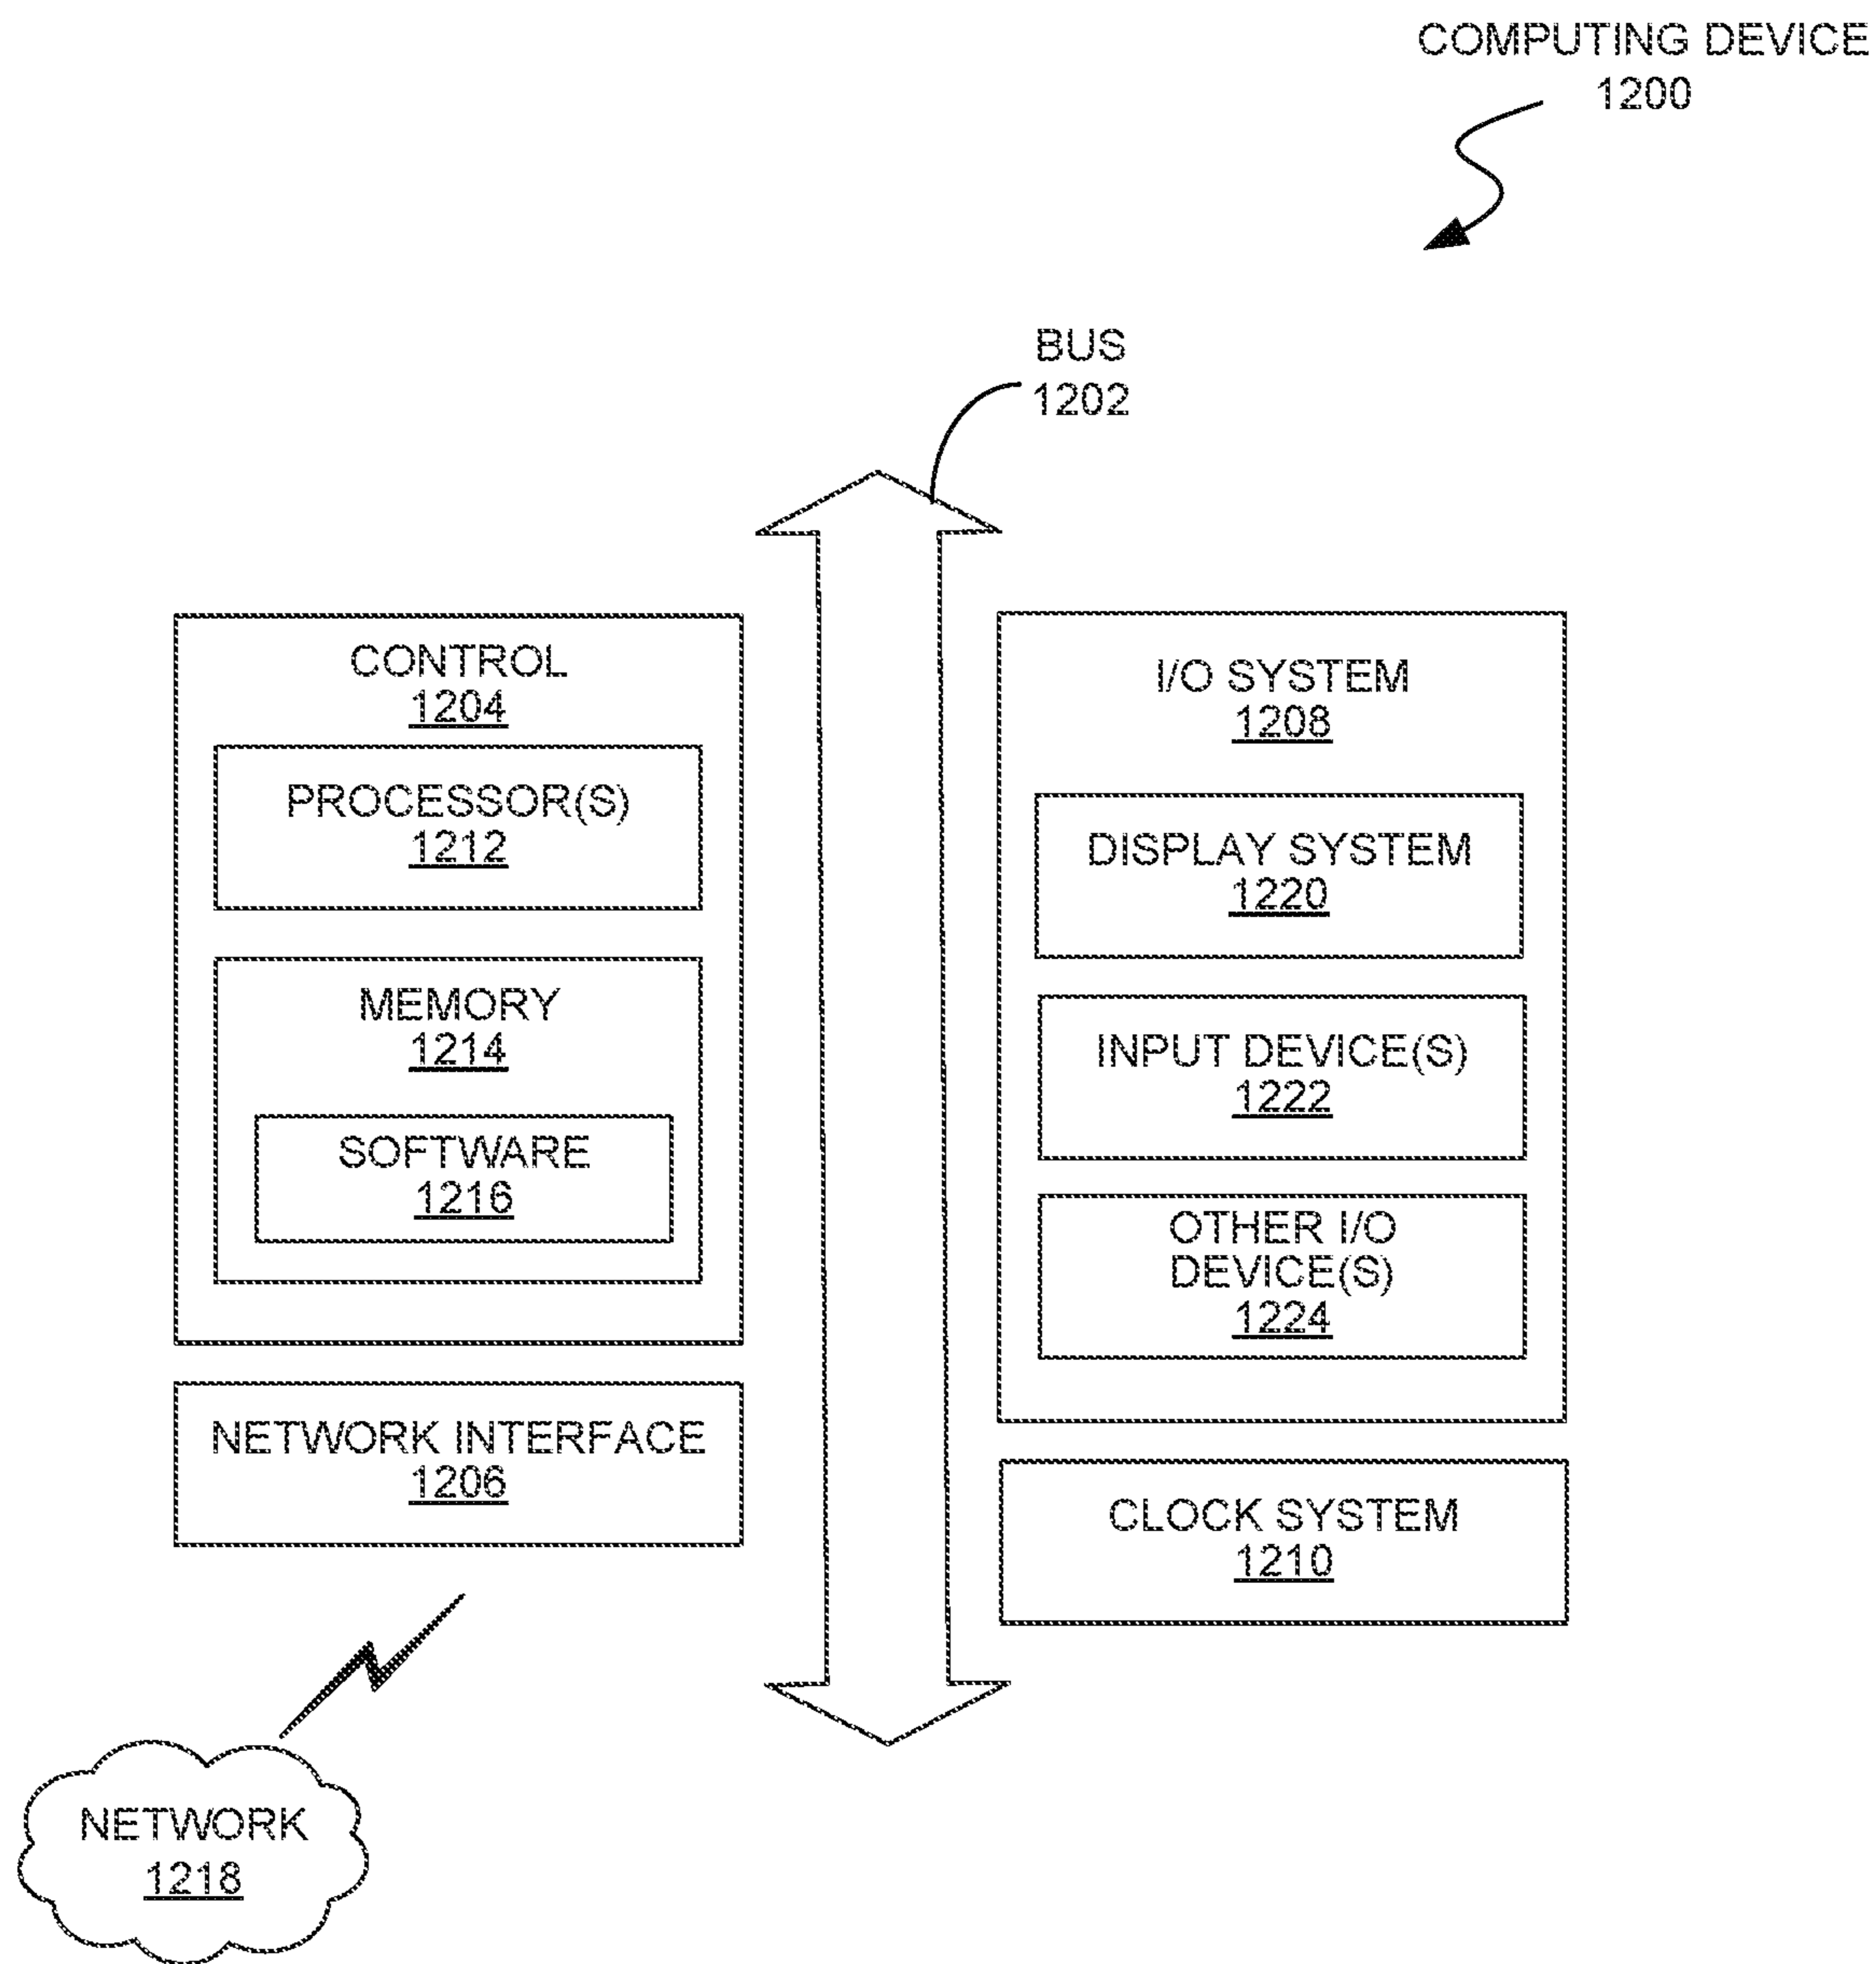 COMPUTING DEVICE
1200
BUS
1202
CONTROL
1204
PROCESSOR(S)
1212
MEMORY
1214
SOFTWARE
1216
NETWORK INTERFACE
1206
I/O SYSTEM
1208
DISPLAY SYSTEM
1220
INPUT DEVICE(S)
1222
OTHER I/O
DEVICE(S)
1224
CLOCK SYSTEM
1210
NETWORK
1218